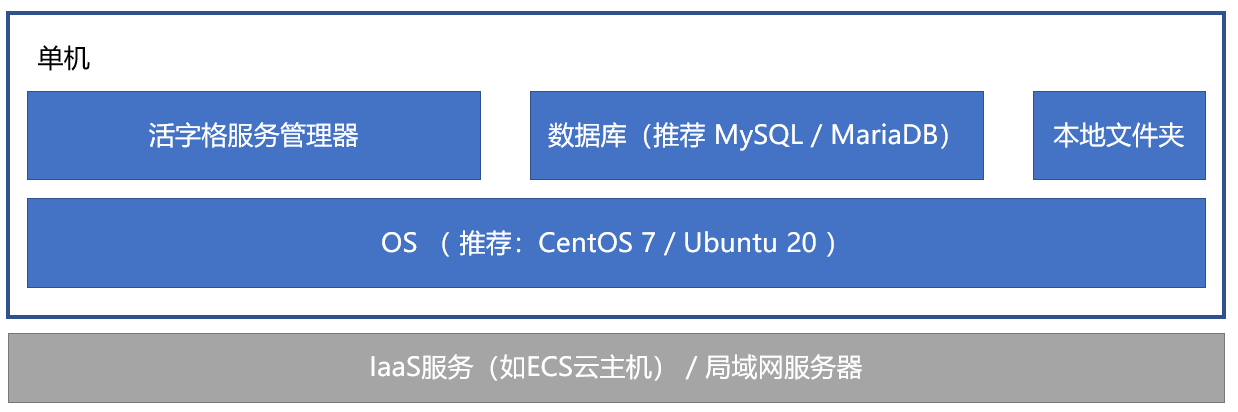 单机
活字格服务管理器
数据库（推荐 MySQL / MariaDB）
本地文件夹
OS （ 推荐：CentOS 7 / Ubuntu 20 ）
IaaS服务（如ECS云主机） / 局域网服务器